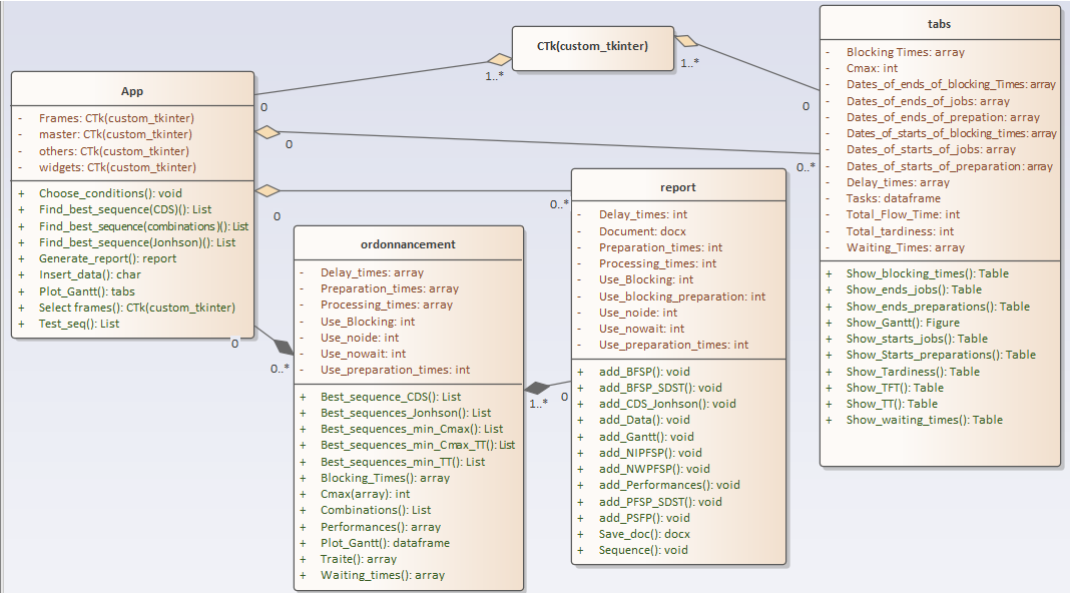 CTk(custom_tkinter)
1..*
1..*
0
0
App
- Frames: CTk(custom_tkinter)
- master: CTk(custom_tkinter)
- others: CTk(custom_tkinter)
- widgets: CTk(custom_tkinter)
+ Choose_conditions(): void
+ Find_best_sequence(CDS)(): List
+ Find_best_sequence(combinations)(): List
+ Find_best_sequence(Jonhson)(): List
+ Generate_report(): report
+ Insert_data(): char
+ Plot_Gantt(): tabs
+ Select frames(): CTk(custom_tkinter)
+ Test_seq(): List
0
0..*
0
0..*
0
0..*
1..*
0
ordonnancement
- Delay_times: array
- Preparation_times: array
- Processing_times: array
- Use_Blocking: int
- Use_noide: int
- Use_nowait: int
- Use_preparation_times: int
+ Best_sequence_CDS(): List
+ Best_sequences_Jonhson(): List
+ Best_sequences_min_Cmax(): List
+ Best_sequences_min_Cmax_TT(): List
+ Best_sequences_min_TT(): List
+ Blocking_Times(): array
+ Cmax(array): int
+ Combinations(): List
+ Performances(): array
+ Plot_Gantt(): dataframe
+ Traite(): array
+ Waiting_times(): array
report
- Delay_times: int
- Document: docx
- Preparation_times: int
- Processing_times: int
- Use_Blocking: int
- Use_blocking_preparation: int
- Use_noide: int
- Use_nowait: int
- Use_preparation_times: int
+ add_BFSP(): void
+ add_BFSP_SDST(): void
+ add_CDS_Jonhson(): void
+ add_Data(): void
+ add_Gantt(): void
+ add_NIPFSP(): void
+ add_NWPFSP(): void
+ add_Performances(): void
+ add_PFSP_SDST(): void
+ add_PSFP(): void
+ Save_doc(): docx
+ Sequence(): void
tabs
- Blocking Times: array
- Cmax: int
- Dates_of_ends_of_blocking_Times: array
- Dates_of_ends_of_jobs: array
- Dates_of_ends_of_prepation: array
- Dates_of_starts_of_blocking_times: array
- Dates_of_starts_of_jobs: array
- Dates_of_starts_of_preparation: array
- Delay_times: array
- Tasks: dataframe
- Total_Flow_Time: int
- Total_tardiness: int
- Waiting_Times: array
+ Show_blocking_times(): Table
+ Show_ends_jobs(): Table
+ Show_ends_preparations(): Table
+ Show_Gantt(): Figure
+ Show_starts_jobs(): Table
+ Show_Starts_preparations(): Table
+ Show_Tardiness(): Table
+ Show_TFT(): Table
+ Show_TT(): Table
+ Show_waiting_times(): Table